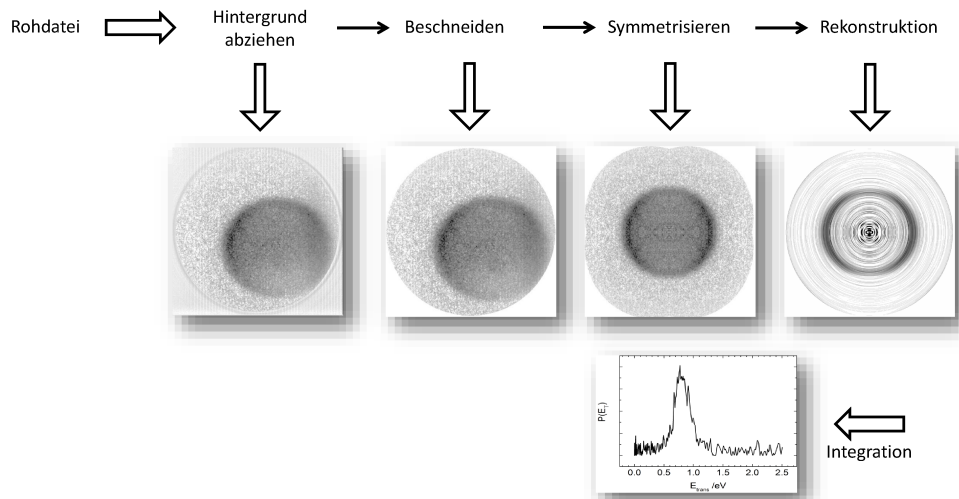 Rohdatei
Hintergrund
abziehen
Beschneiden
Symmetrisieren
Rekonstruktion
P(E_T)
0.0 0.5 1.0 1.5 2.0 2.5
E_trans /eV
Integration